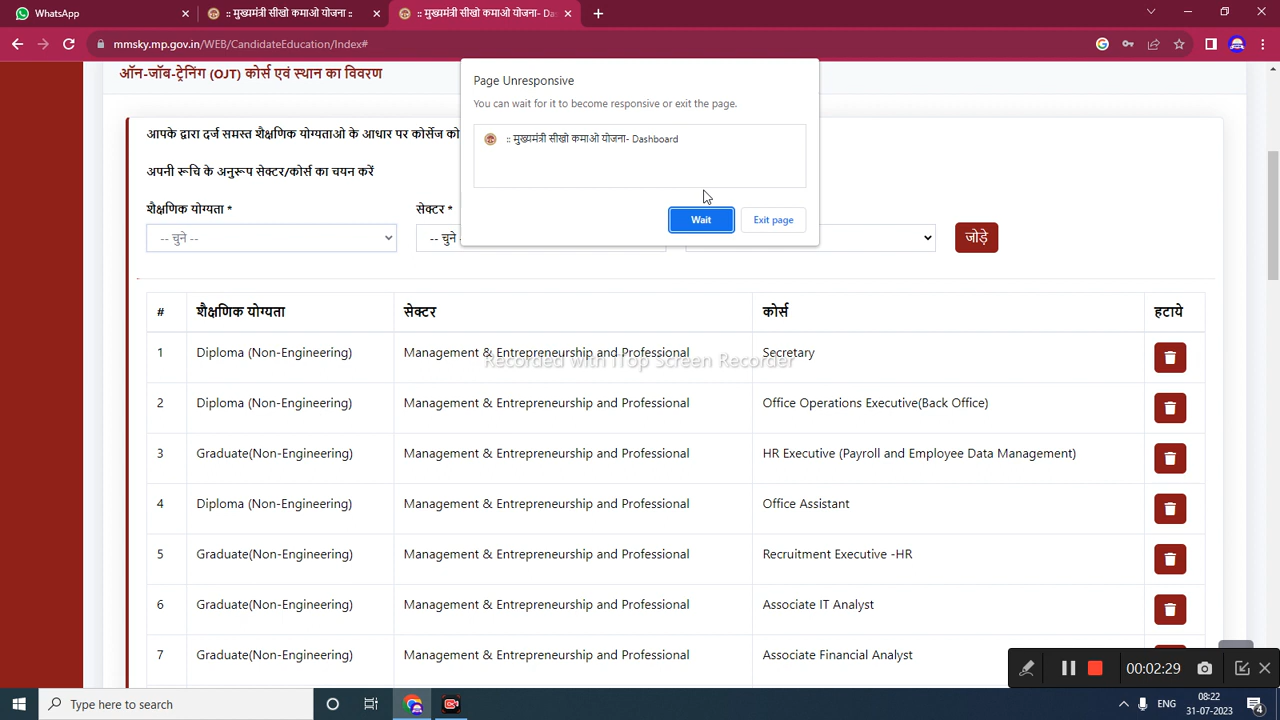 WhatsApp
:: मुख्यमंत्री सीखो कमाओ योजना ::
:: मुख्यमंत्री सीखो कमाओ योजना- Da
mmsky.mp.gov.in/WEB/CandidateEducation/Index#
ऑन-जॉब-ट्रेनिंग (OJT) कोर्स एवं स्थान का विवरण
Page Unresponsive
You can wait for it to become responsive or exit the page.
:: मुख्यमंत्री सीखो कमाओ योजना- Dashboard
Wait
Exit page
आपके द्वारा दर्ज समस्त शैक्षणिक योग्यताओ के आधार पर कोर्सेज को
अपनी रूचि के अनुरूप सेक्टर/कोर्स का चयन करें
शैक्षणिक योग्यता *
सेक्टर *
-- चुने --
-- चुने
जोड़े
# शैक्षणिक योग्यता सेक्टर कोर्स हटाये
1 Diploma (Non-Engineering) Management & Entrepreneurship and Professional Secretary
Recorded with iTop Screen Recorder
2 Diploma (Non-Engineering) Management & Entrepreneurship and Professional Office Operations Executive(Back Office)
3 Graduate(Non-Engineering) Management & Entrepreneurship and Professional HR Executive (Payroll and Employee Data Management)
4 Diploma (Non-Engineering) Management & Entrepreneurship and Professional Office Assistant
5 Graduate(Non-Engineering) Management & Entrepreneurship and Professional Recruitment Executive -HR
6 Graduate(Non-Engineering) Management & Entrepreneurship and Professional Associate IT Analyst
7 Graduate(Non-Engineering) Management & Entrepreneurship and Professional Associate Financial Analyst
00:02:29
Type here to search
ENG
08:22
31-07-2023
4